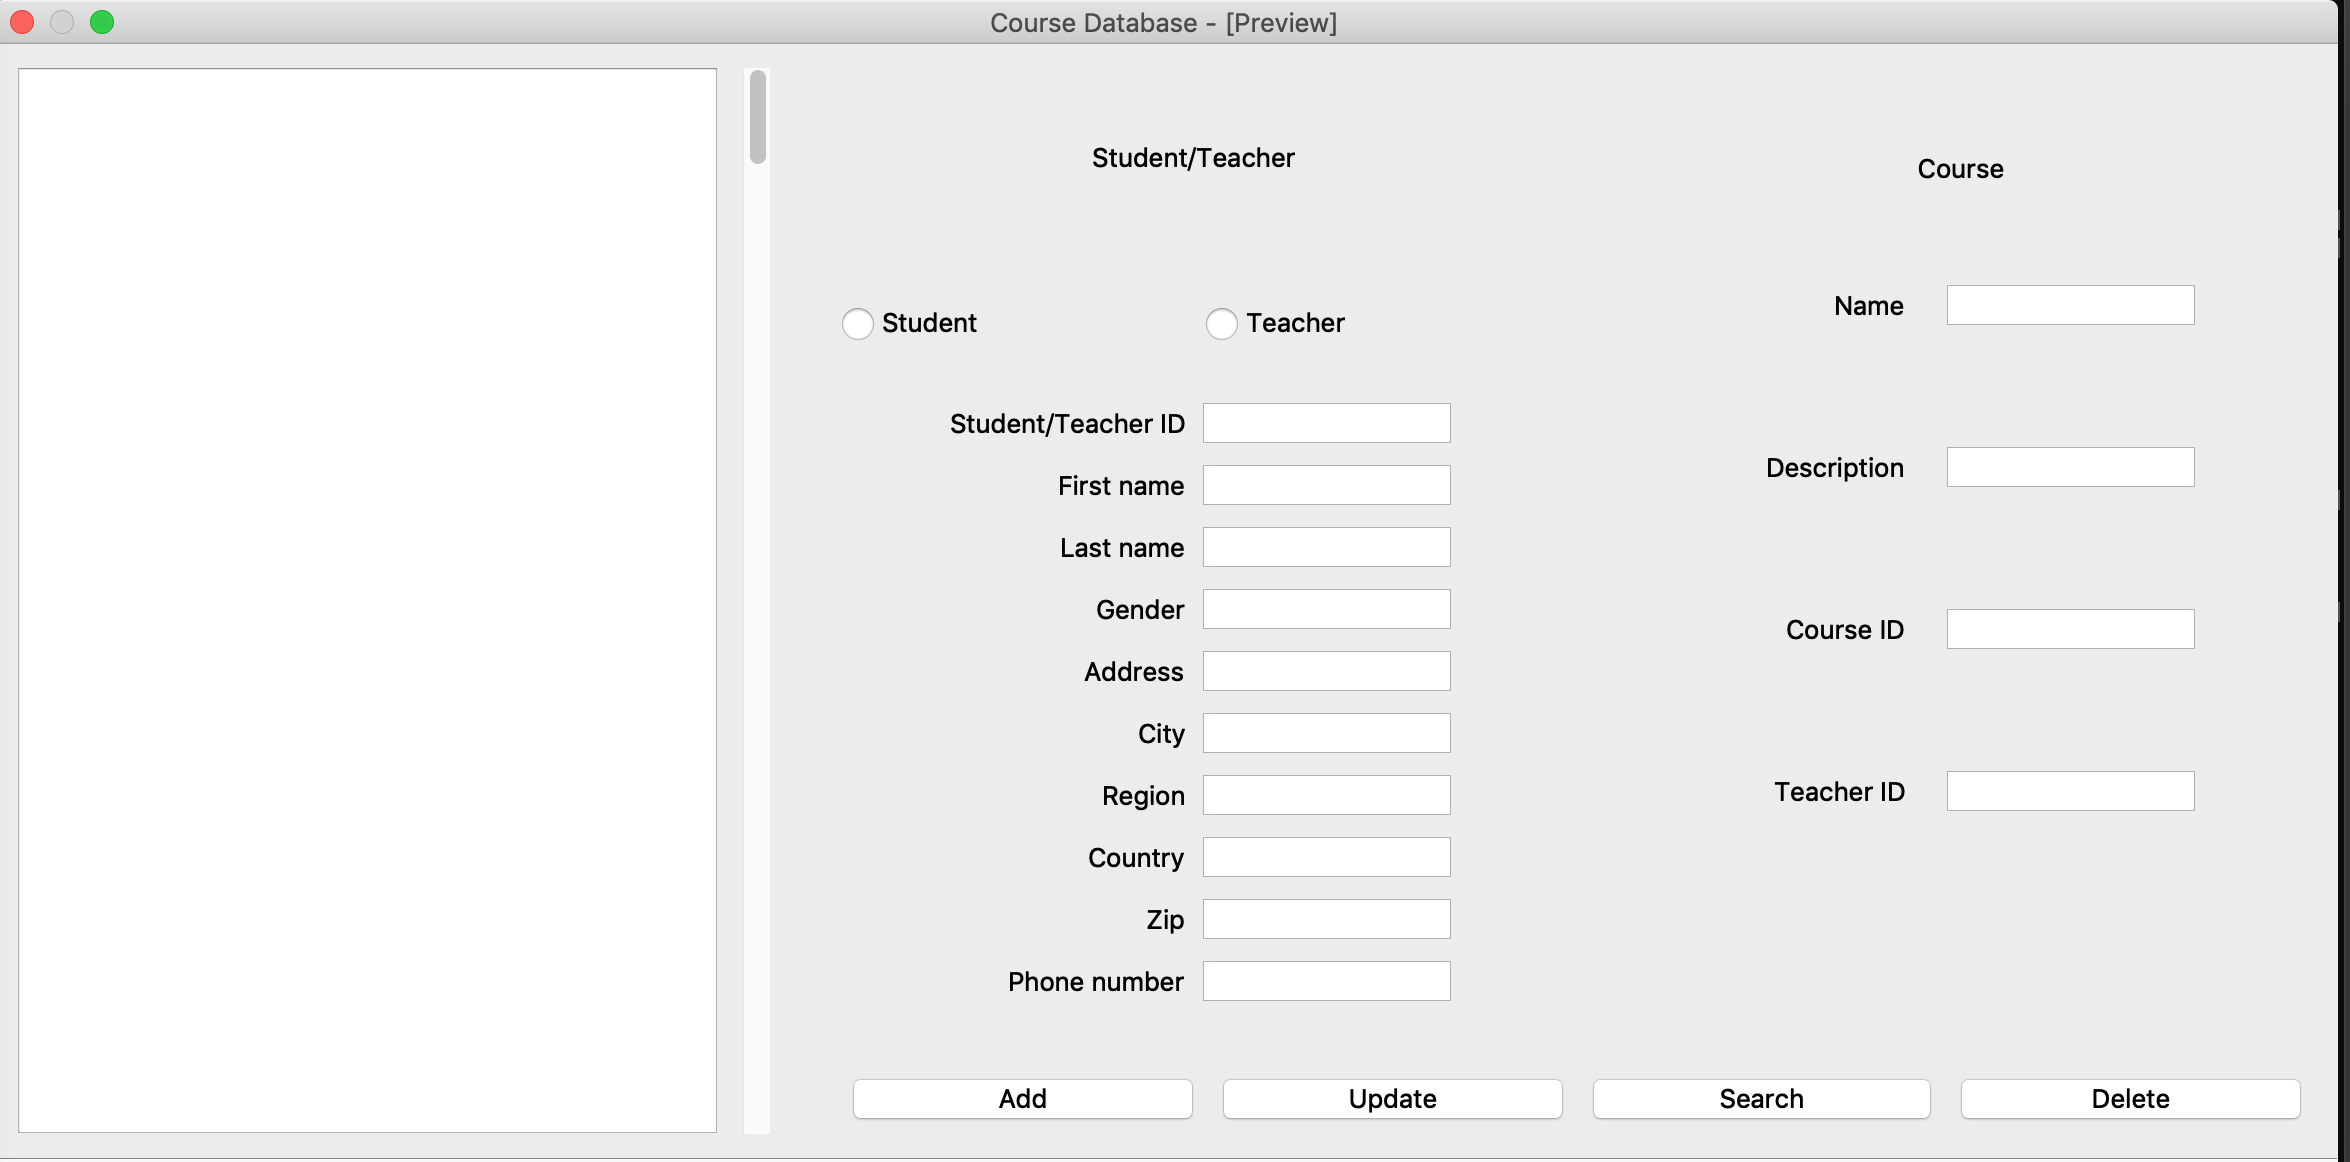 Course Database - [Preview]
Student/Teacher
Student
Teacher
Student/Teacher ID
First name
Last name
Gender
Address
City
Region
Country
Zip
Phone number
Course
Name
Description
Course ID
Teacher ID
Add
Update
Search
Delete